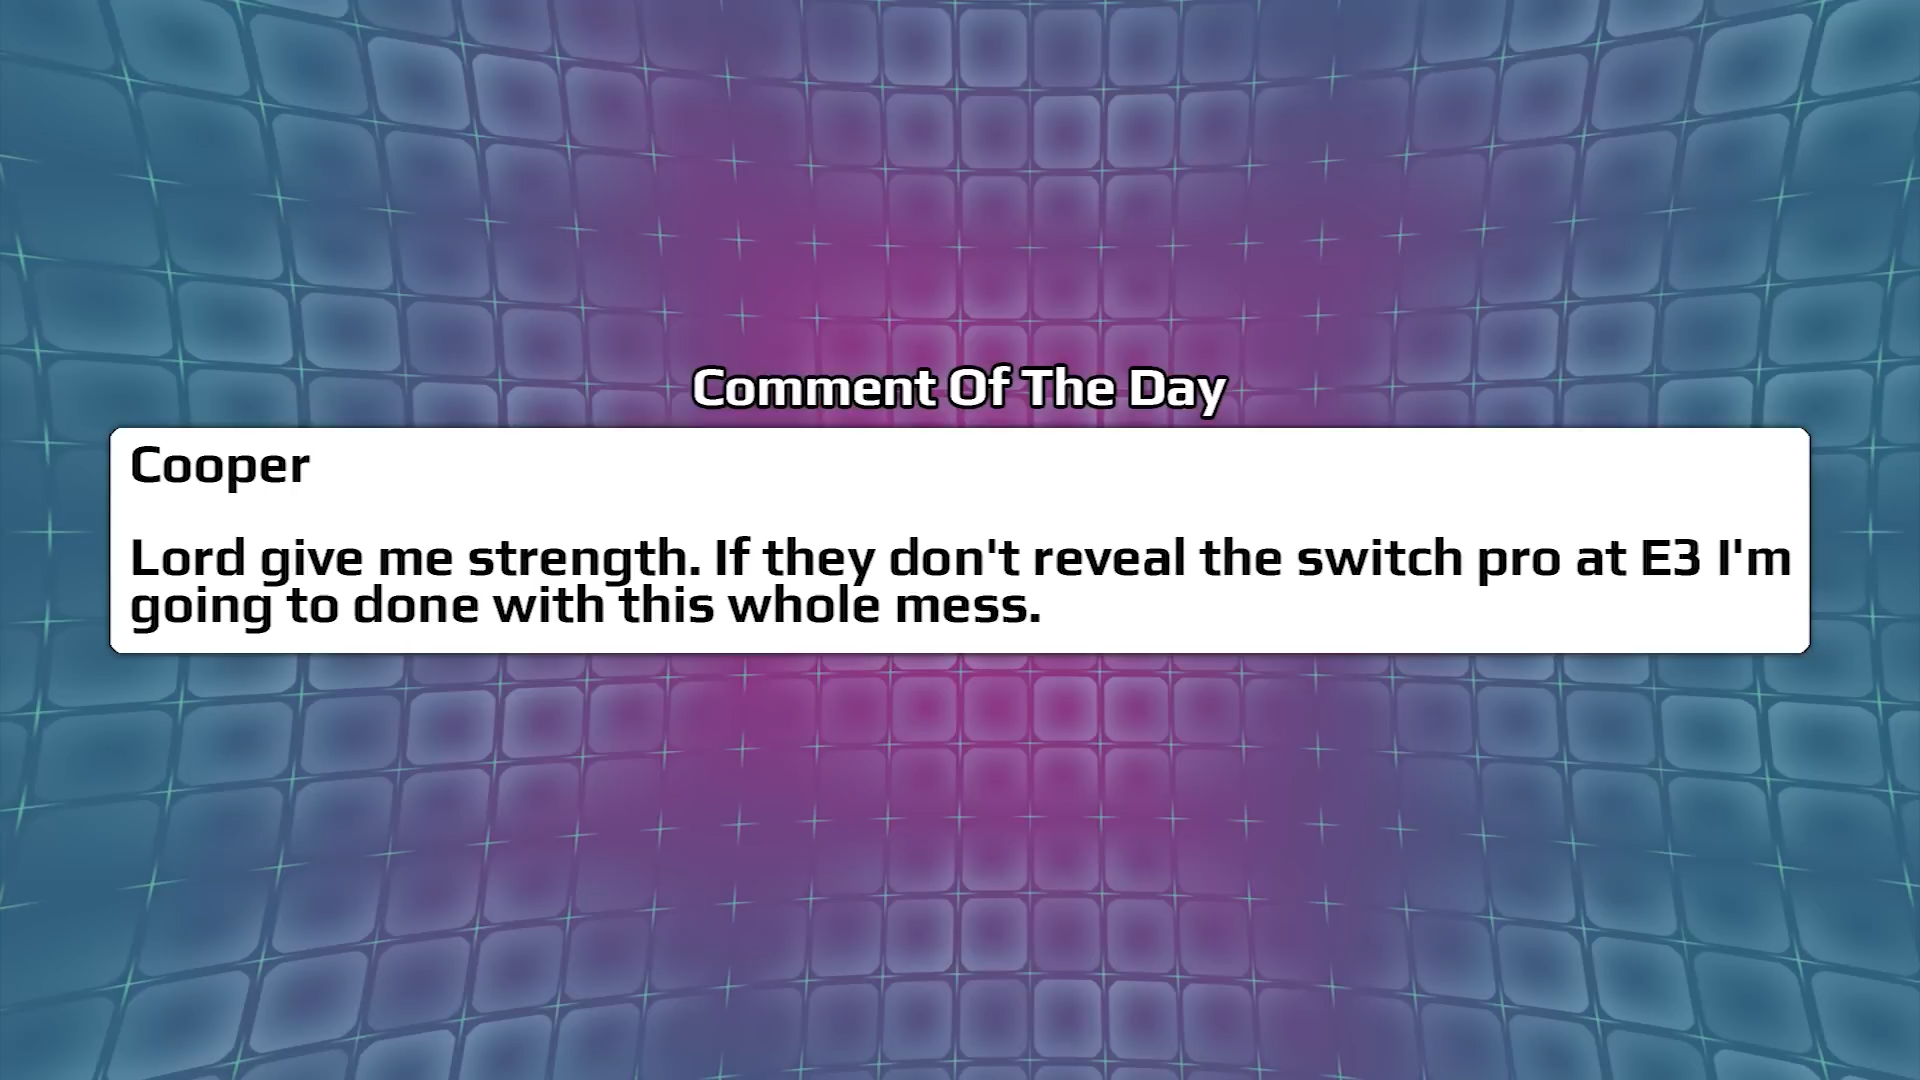 Comment Of The Day
Cooper
Lord give me strength. If they don't reveal the switch pro at E3 I'm
going to done with this whole mess.